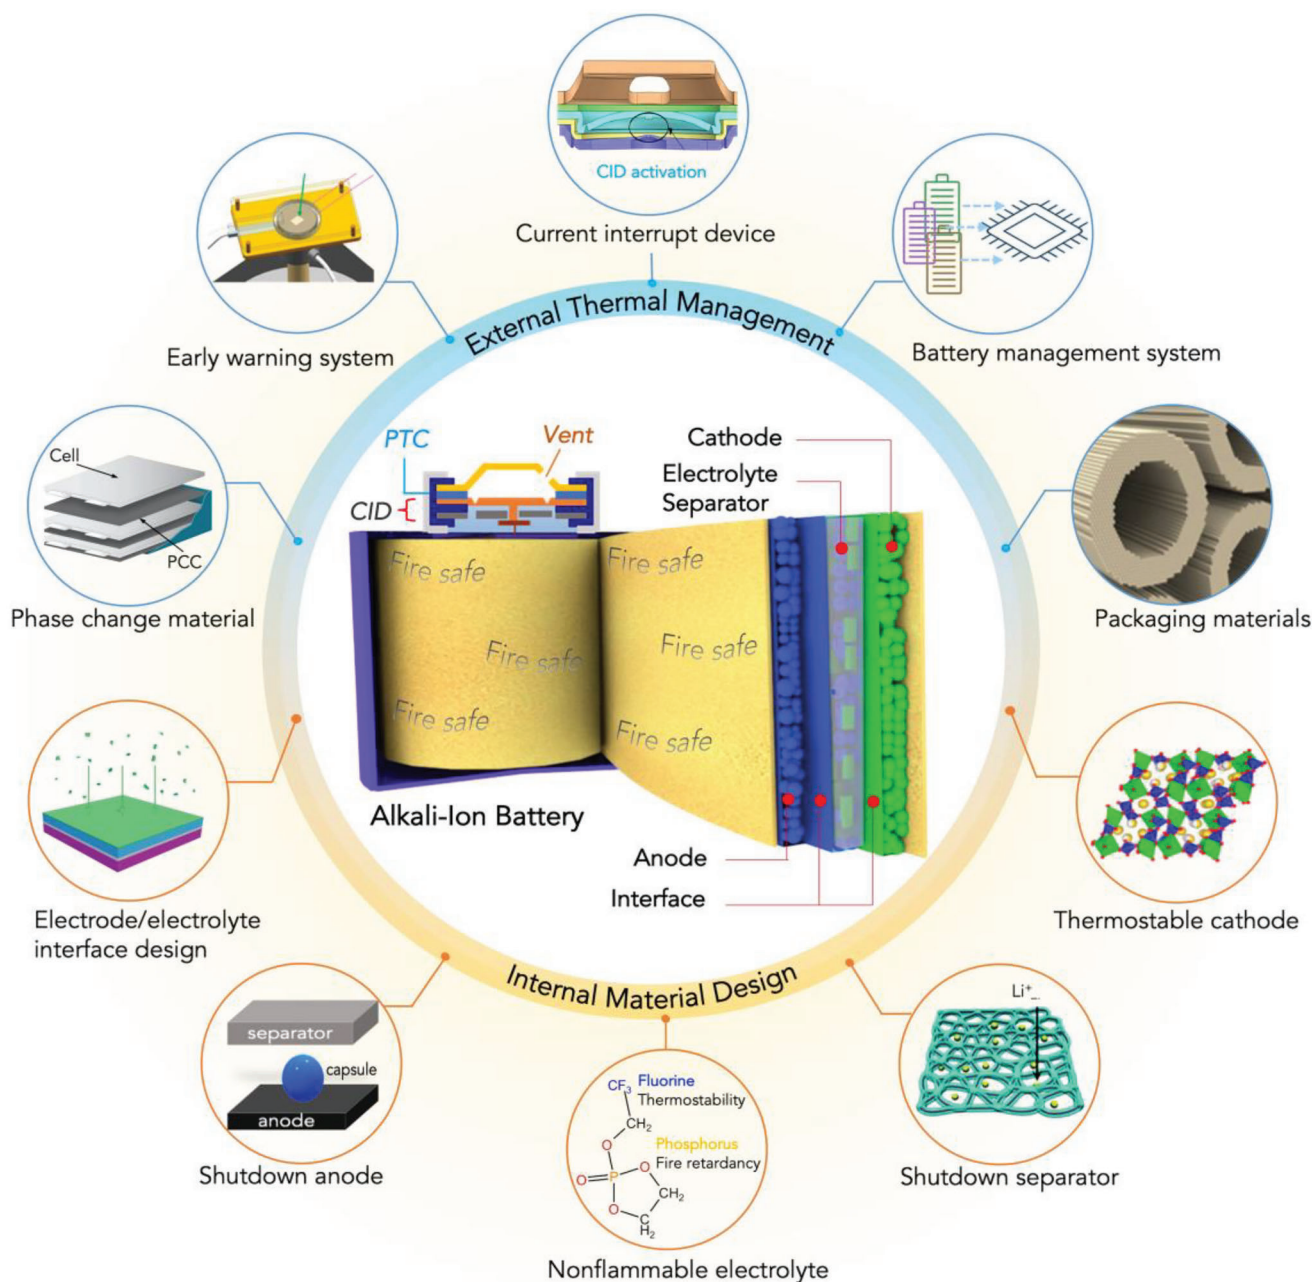 CID activation
Current interrupt device
Early warning system
Battery management system
External Thermal Management
Cell
PCC
Phase change material
Packaging materials
PTC
Vent
CID
Cathode
Electrolyte
Separator
Fire safe
Fire safe
Fire safe
Fire safe
Fire safe
Fire safe
Alkali-Ion Battery
Anode
Interface
Electrode/electrolyte
interface design
Thermostable cathode
Internal Material Design
separator
capsule
anode
Shutdown anode
Li+
Shutdown separator
CF3 Fluorine
Thermostability
CH2
O
Phosphorus
Fire retardancy
O P O
CH2
O
C
H2
Nonflammable electrolyte